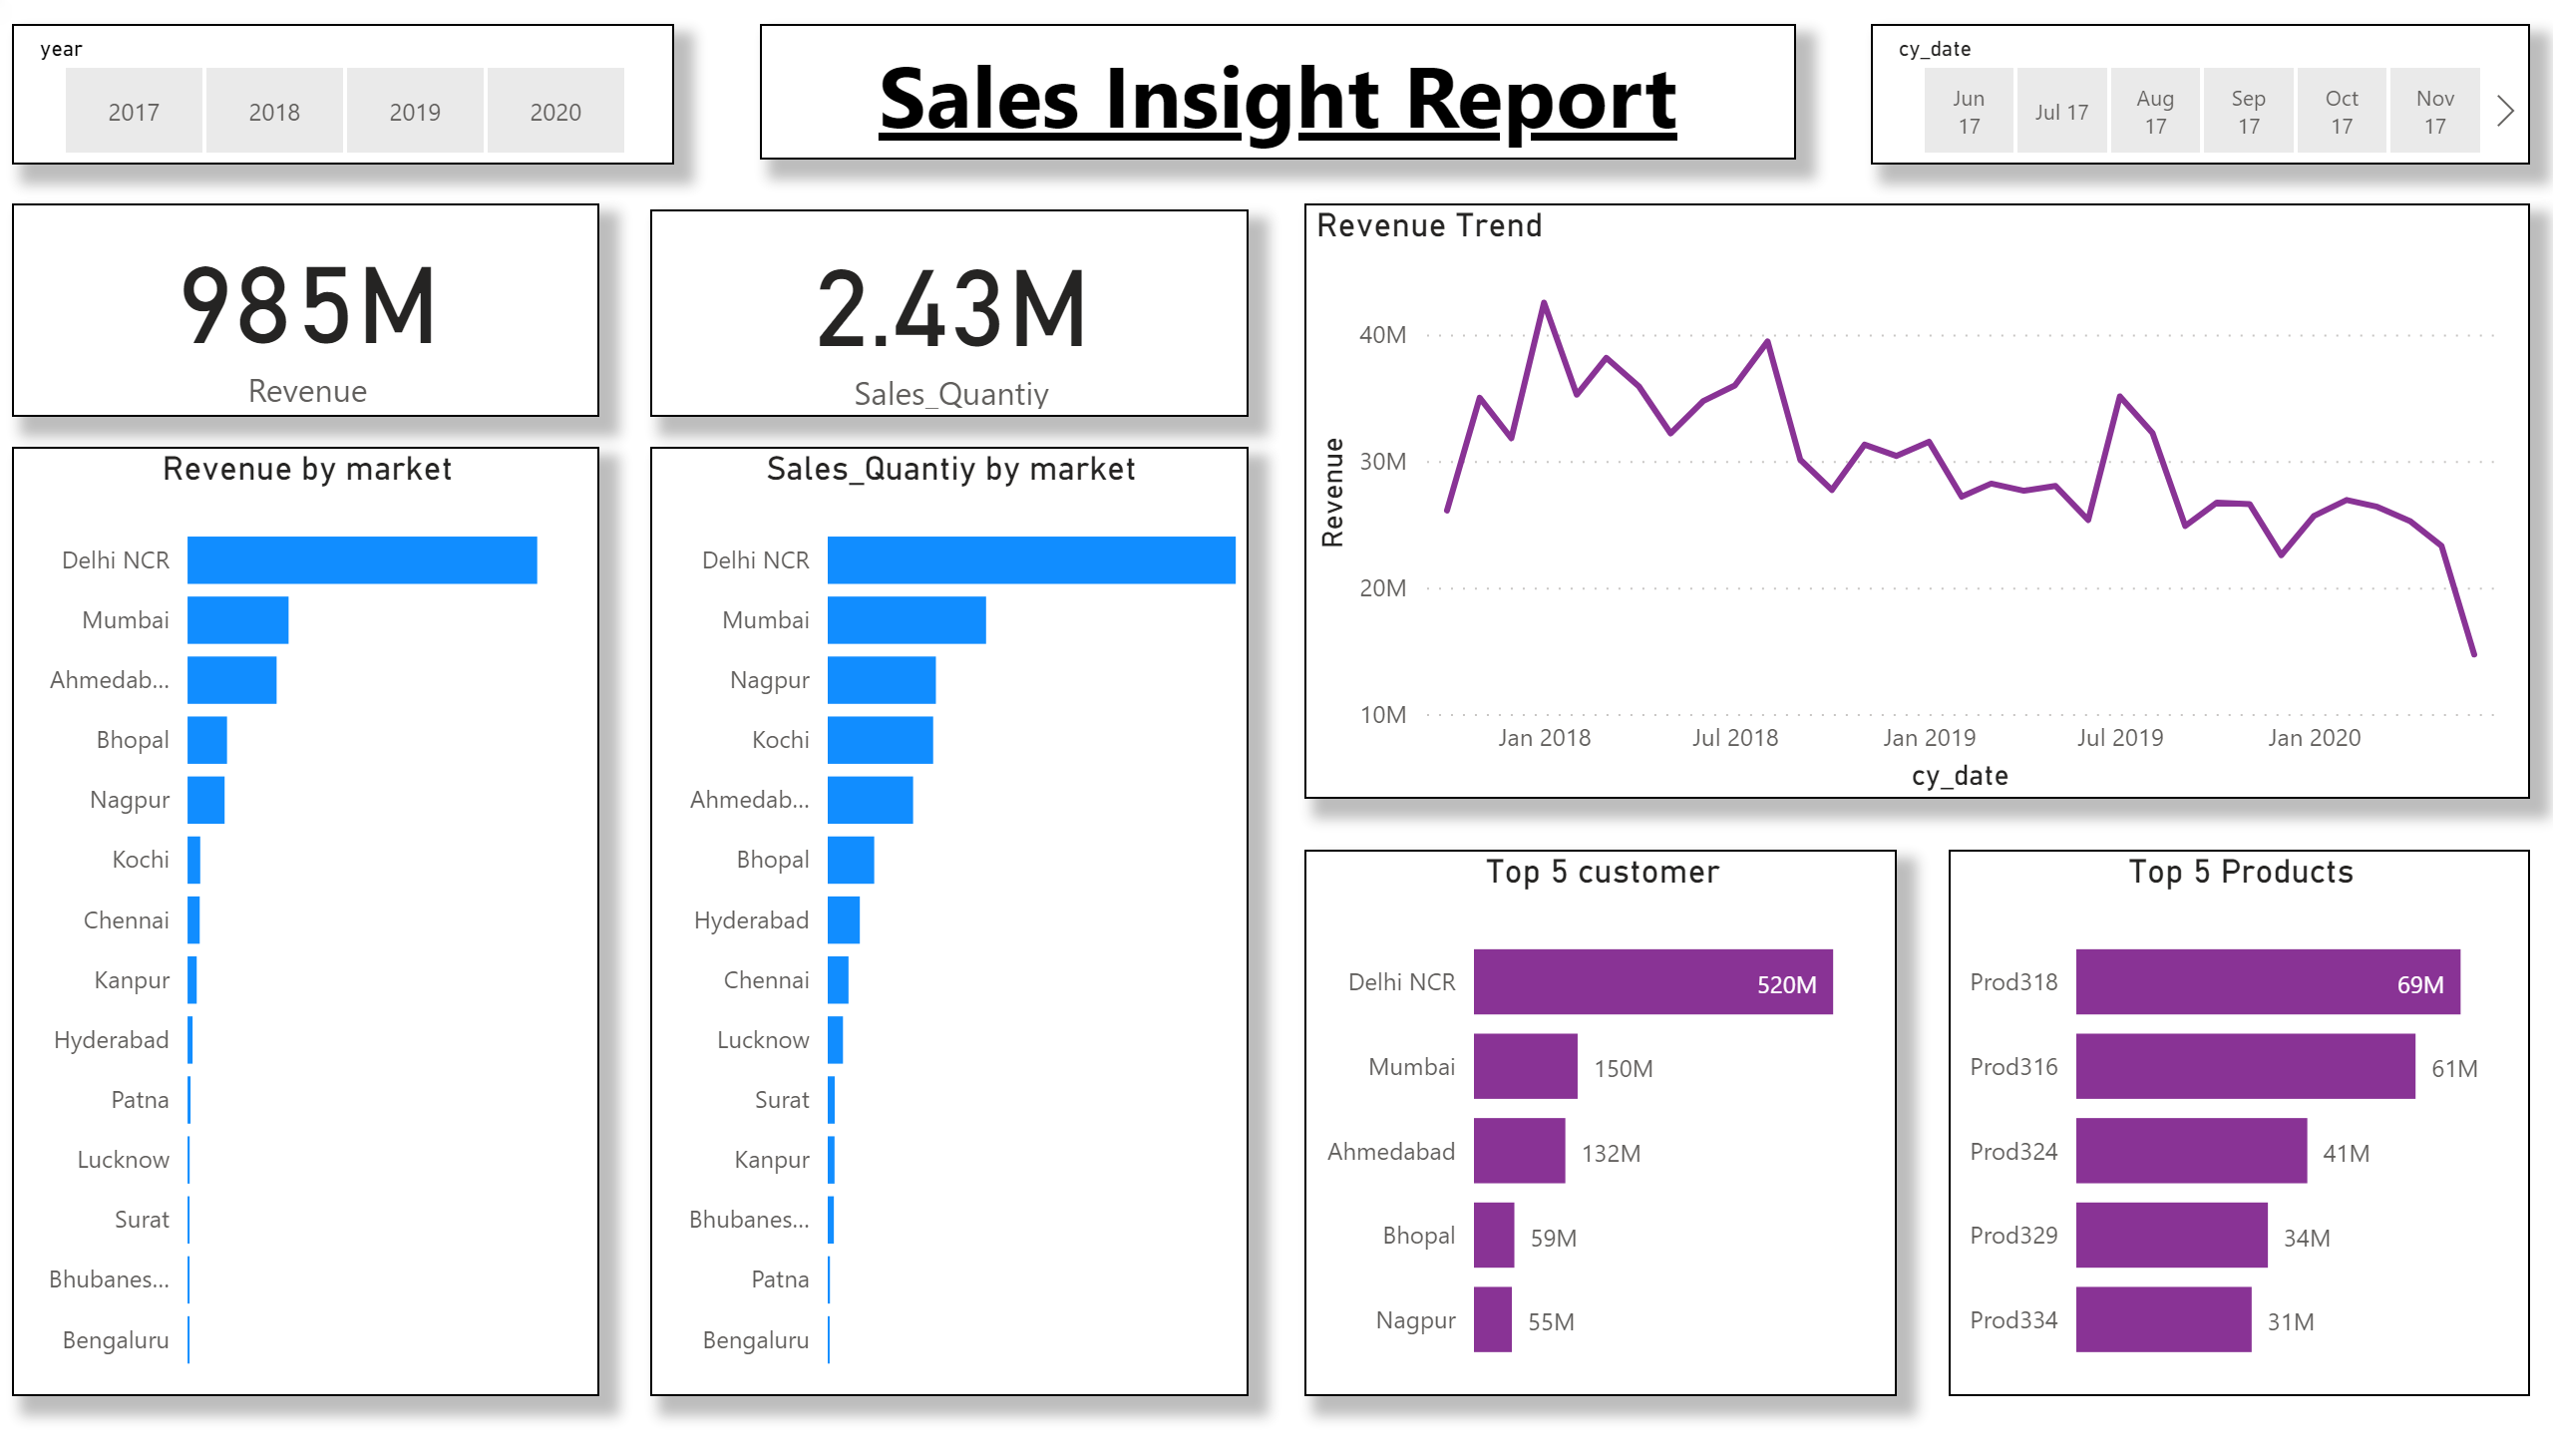 year
2017 2018 2019 2020
Sales Insight Report
cy_date
Jun 17
Jul 17
Aug 17
Sep 17
Oct 17
Nov 17
985M
Revenue
2.43M
Sales_Quantiy
Revenue Trend
Revenue
40M
30M
20M
10M
Jan 2018 Jul 2018 Jan 2019 Jul 2019 Jan 2020
cy_date
Revenue by market
Delhi NCR
Mumbai
Ahmedab...
Bhopal
Nagpur
Kochi
Chennai
Kanpur
Hyderabad
Patna
Lucknow
Surat
Bhubanes...
Bengaluru
Sales_Quantiy by market
Delhi NCR
Mumbai
Nagpur
Kochi
Ahmedab...
Bhopal
Hyderabad
Chennai
Lucknow
Surat
Kanpur
Bhubanes...
Patna
Bengaluru
Top 5 customer
Delhi NCR 520M
Mumbai 150M
Ahmedabad 132M
Bhopal 59M
Nagpur 55M
Top 5 Products
Prod318 69M
Prod316 61M
Prod324 41M
Prod329 34M
Prod334 31M